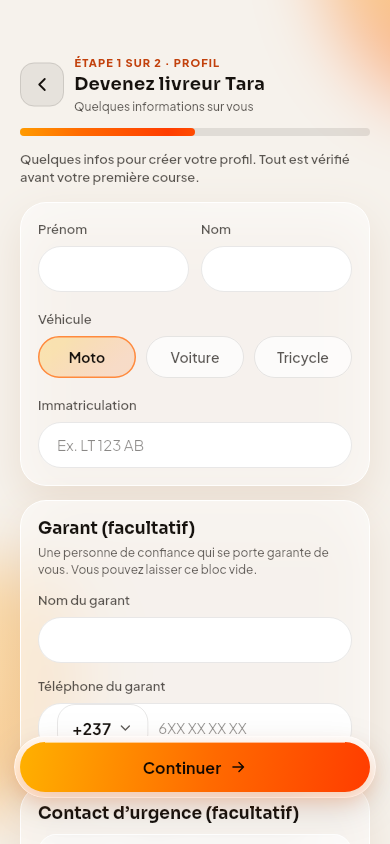 ÉTAPE 1 SUR 2 · PROFIL
Devenez livreur Tara
Quelques informations sur vous
Quelques infos pour créer votre profil. Tout est vérifié
avant votre première course.
Prénom
Nom
Véhicule
Moto
Voiture
Tricycle
Immatriculation
Ex. LT 123 AB
Garant (facultatif)
Une personne de confiance qui se porte garante de
vous. Vous pouvez laisser ce bloc vide.
Nom du garant
Téléphone du garant
+237
6XX XX XX XX
Continuer
Contact d’urgence (facultatif)